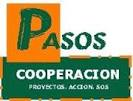 PASOS
COOPERACION
PROYECTOS. ACCION. SOS